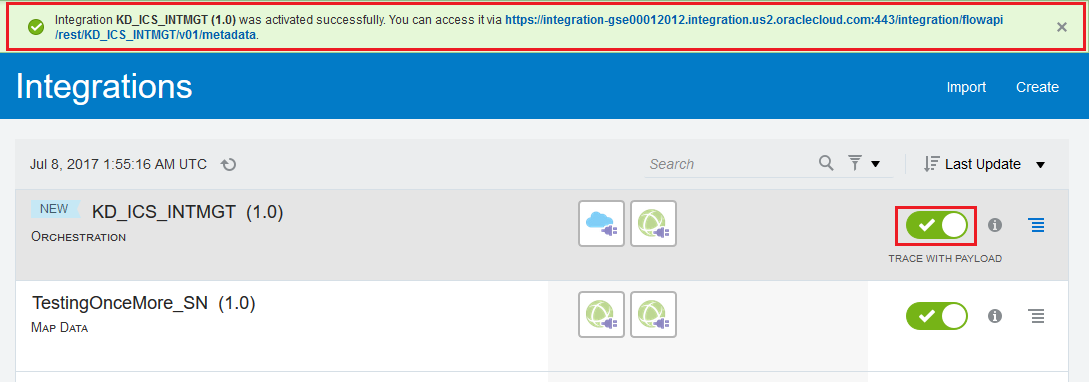 Integration KD_ICS_INTMGT (1.0) was activated successfully. You can access it via https://integration-gse00012012.integration.us2.oraclecloud.com:443/integration/flowapi
/rest/KD_ICS_INTMGT/v01/metadata.
Integrations
Import
Create
Jul 8, 2017 1:55:16 AM UTC
Search
Last Update
NEW
KD_ICS_INTMGT (1.0)
ORCHESTRATION
TRACE WITH PAYLOAD
TestingOnceMore_SN (1.0)
MAP DATA